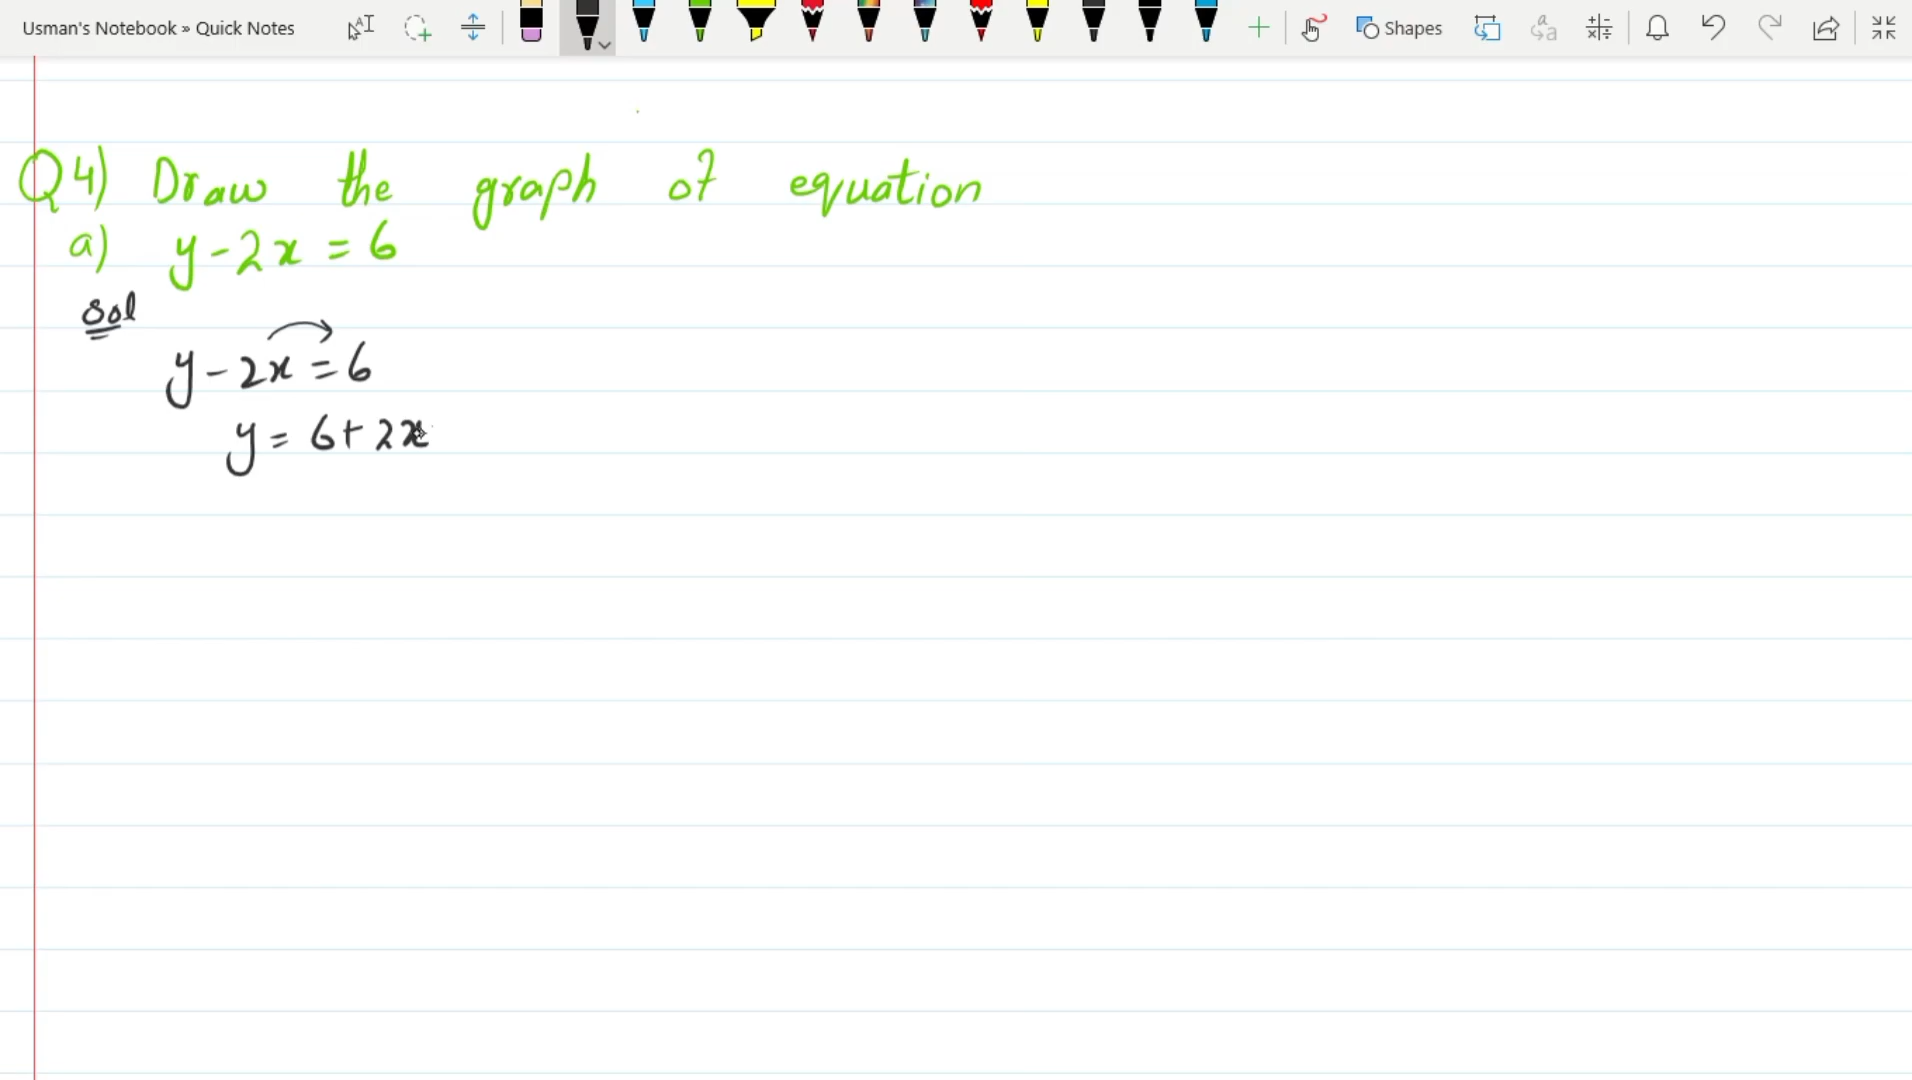 Usman's Notebook » Quick Notes
Shapes
Q4) Draw the graph of equation
a) y-2x = 6
Sol
y-2x = 6
y = 6+2x